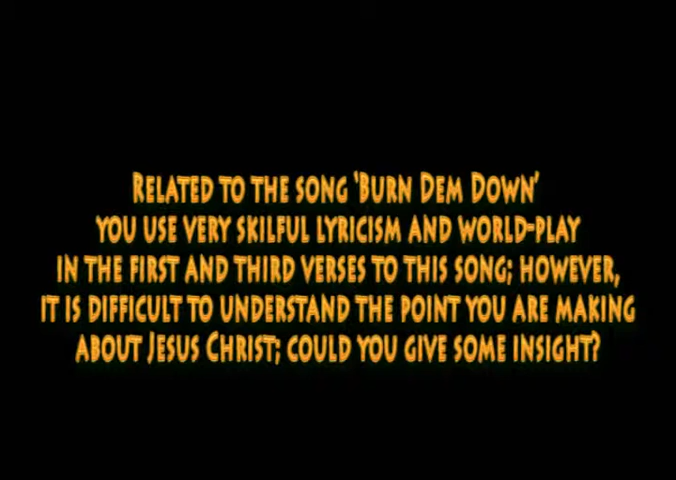 Related to the song 'Burn Dem Down'
you use very skilful lyricism and world-play
in the first and third verses to this song; however,
it is difficult to understand the point you are making
about Jesus Christ; could you give some insight?